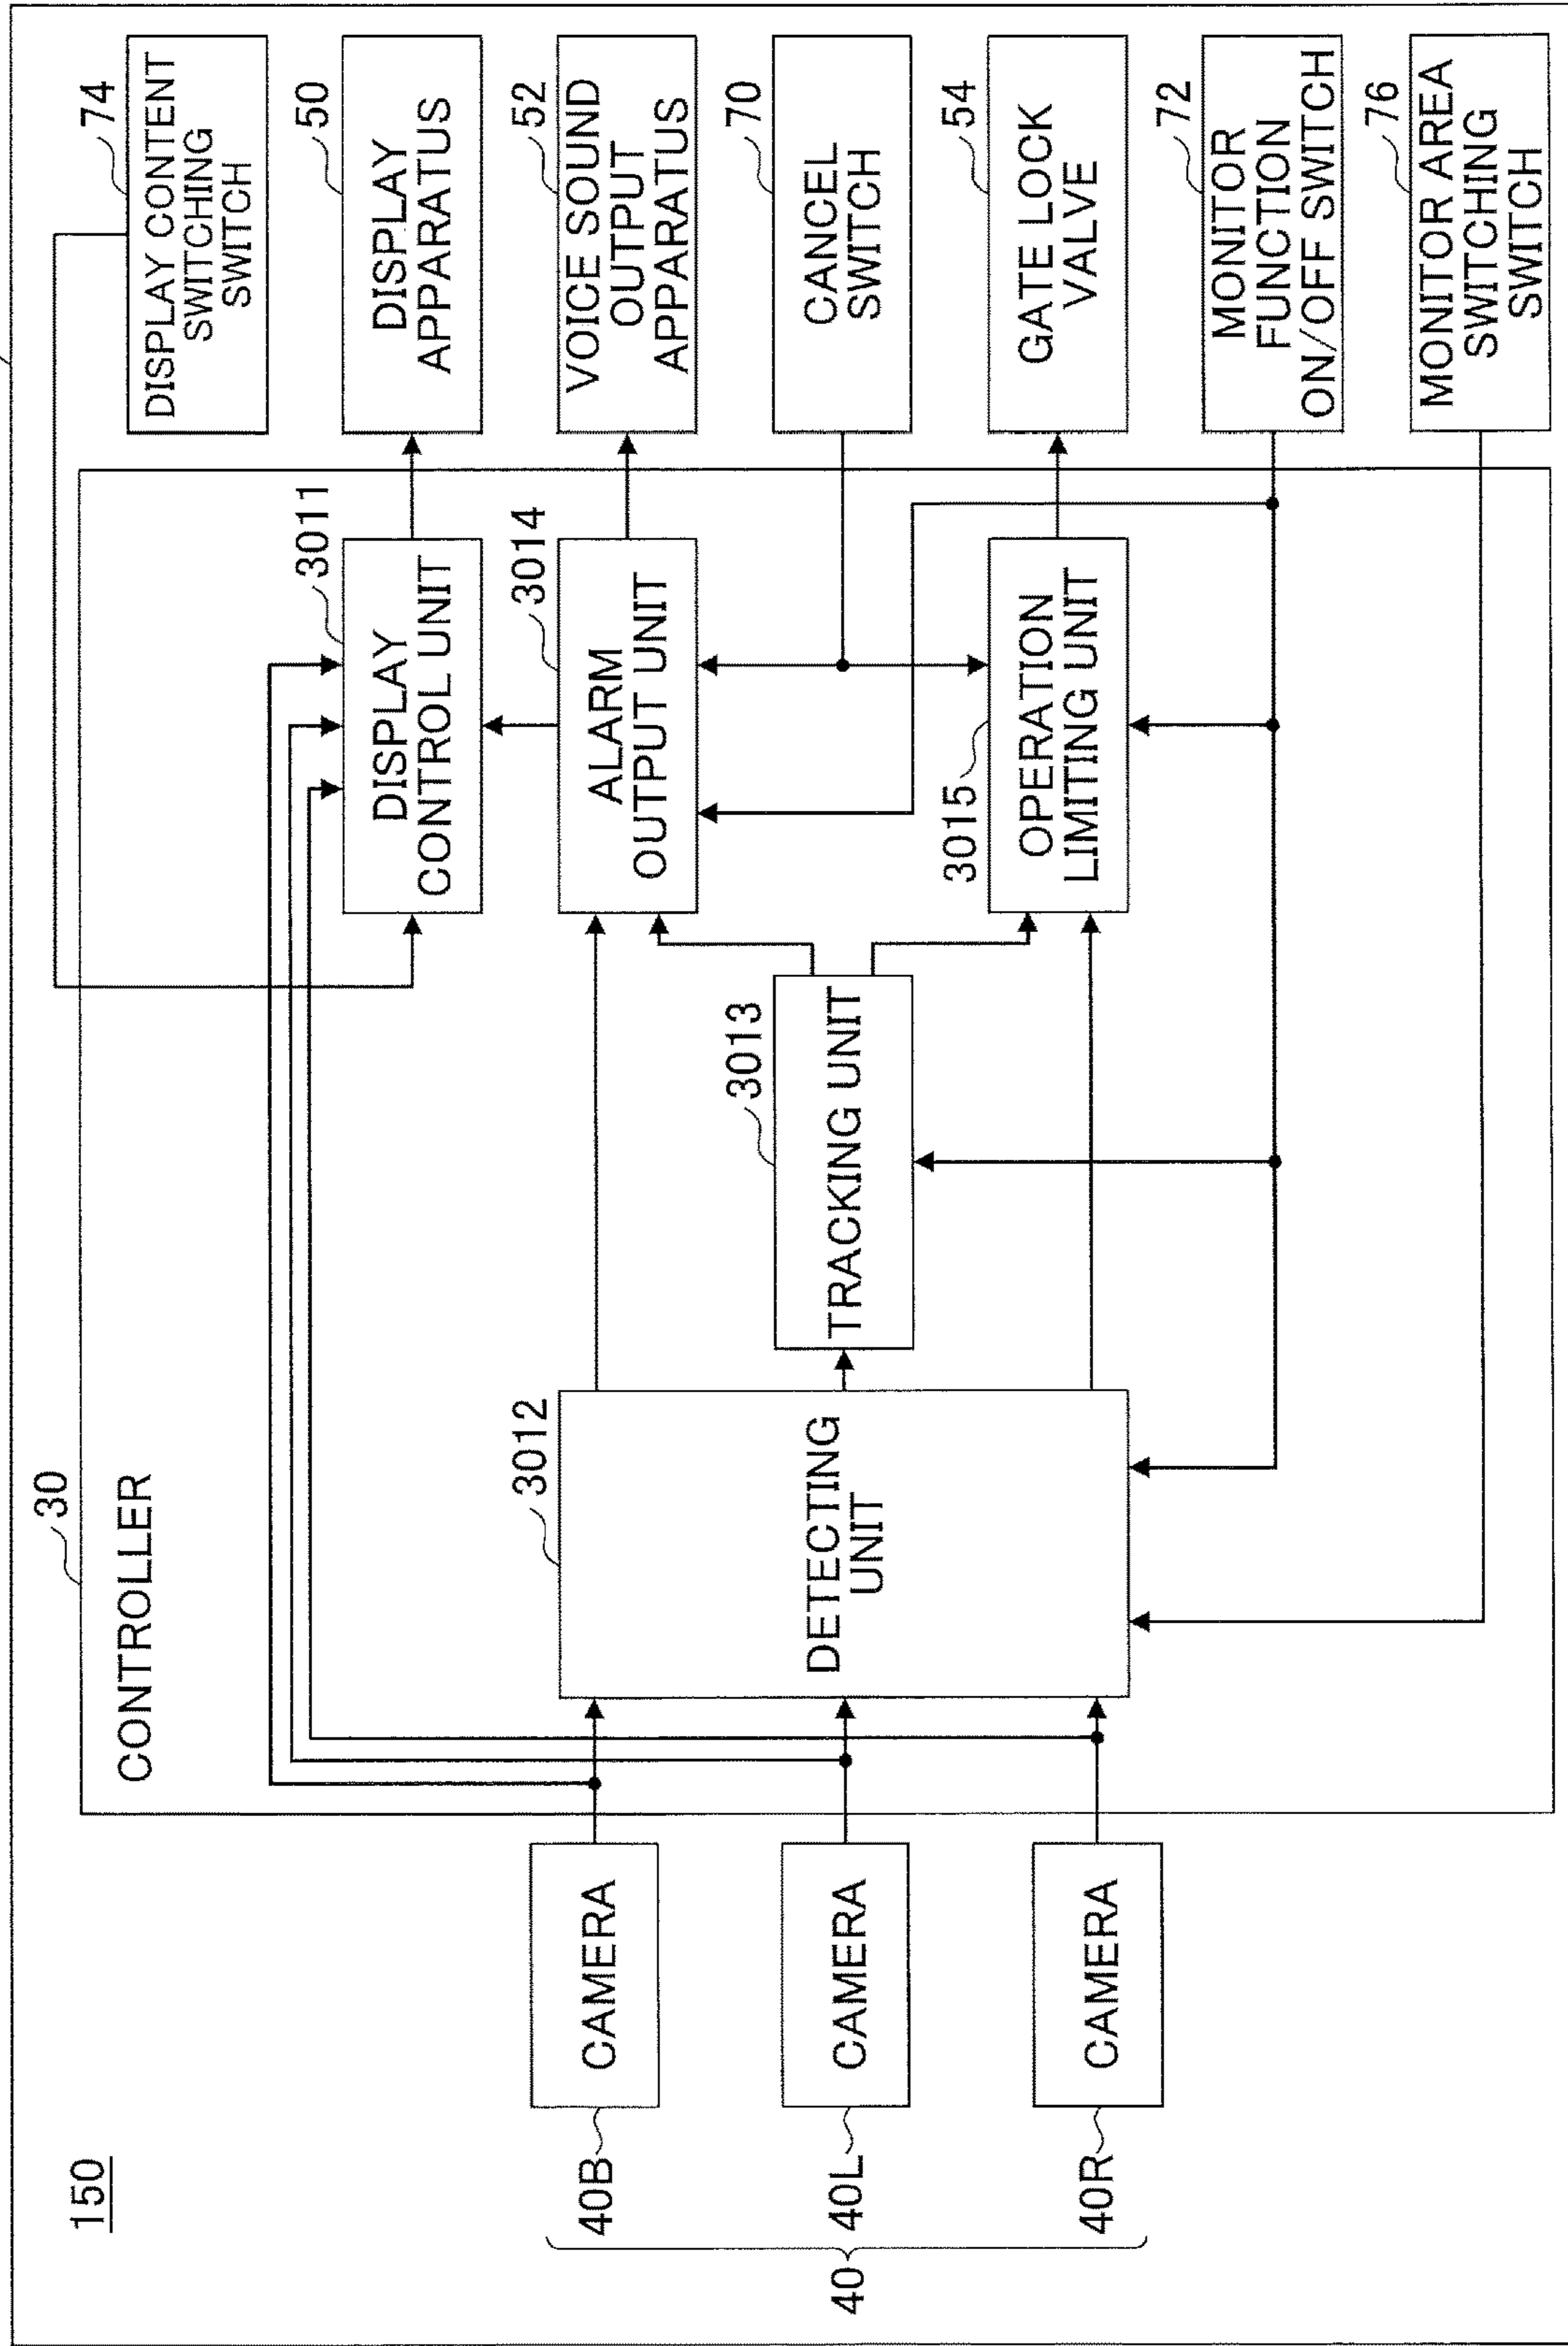 150
30
CONTROLLER
40
40B
CAMERA
40L
CAMERA
40R
CAMERA
3012
DETECTING
UNIT
3013
TRACKING UNIT
3011
DISPLAY
CONTROL UNIT
3014
ALARM
OUTPUT UNIT
3015
OPERATION
LIMITING UNIT
74
DISPLAY CONTENT
SWITCHING
SWITCH
50
DISPLAY
APPARATUS
52
VOICE SOUND
OUTPUT
APPARATUS
70
CANCEL
SWITCH
54
GATE LOCK
VALVE
72
MONITOR
FUNCTION
ON/OFF SWITCH
76
MONITOR AREA
SWITCHING
SWITCH